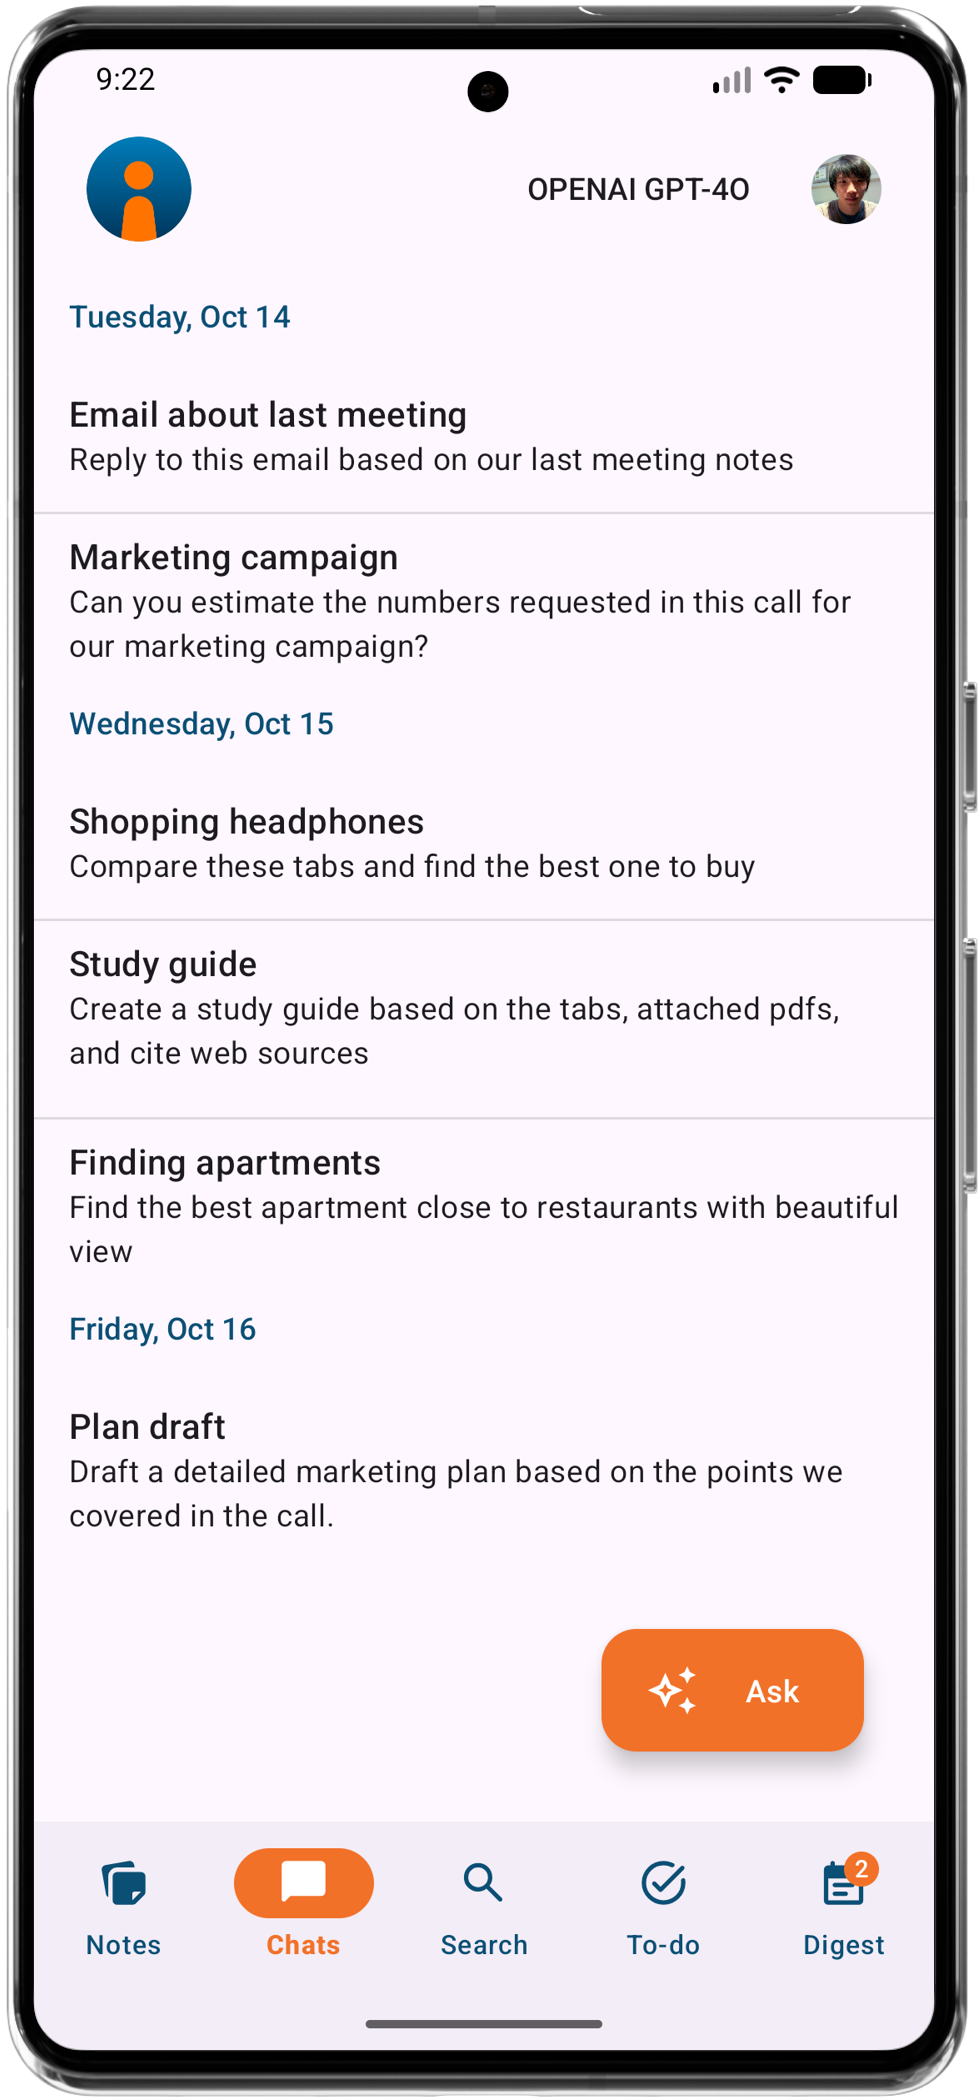 9:22
OPENAI GPT-4O
Tuesday, Oct 14
Email about last meeting
Reply to this email based on our last meeting notes
Marketing campaign
Can you estimate the numbers requested in this call for
our marketing campaign?
Wednesday, Oct 15
Shopping headphones
Compare these tabs and find the best one to buy
Study guide
Create a study guide based on the tabs, attached pdfs,
and cite web sources
Finding apartments
Find the best apartment close to restaurants with beautiful
view
Friday, Oct 16
Plan draft
Draft a detailed marketing plan based on the points we
covered in the call.
Ask
2
Notes Chats Search To-do Digest